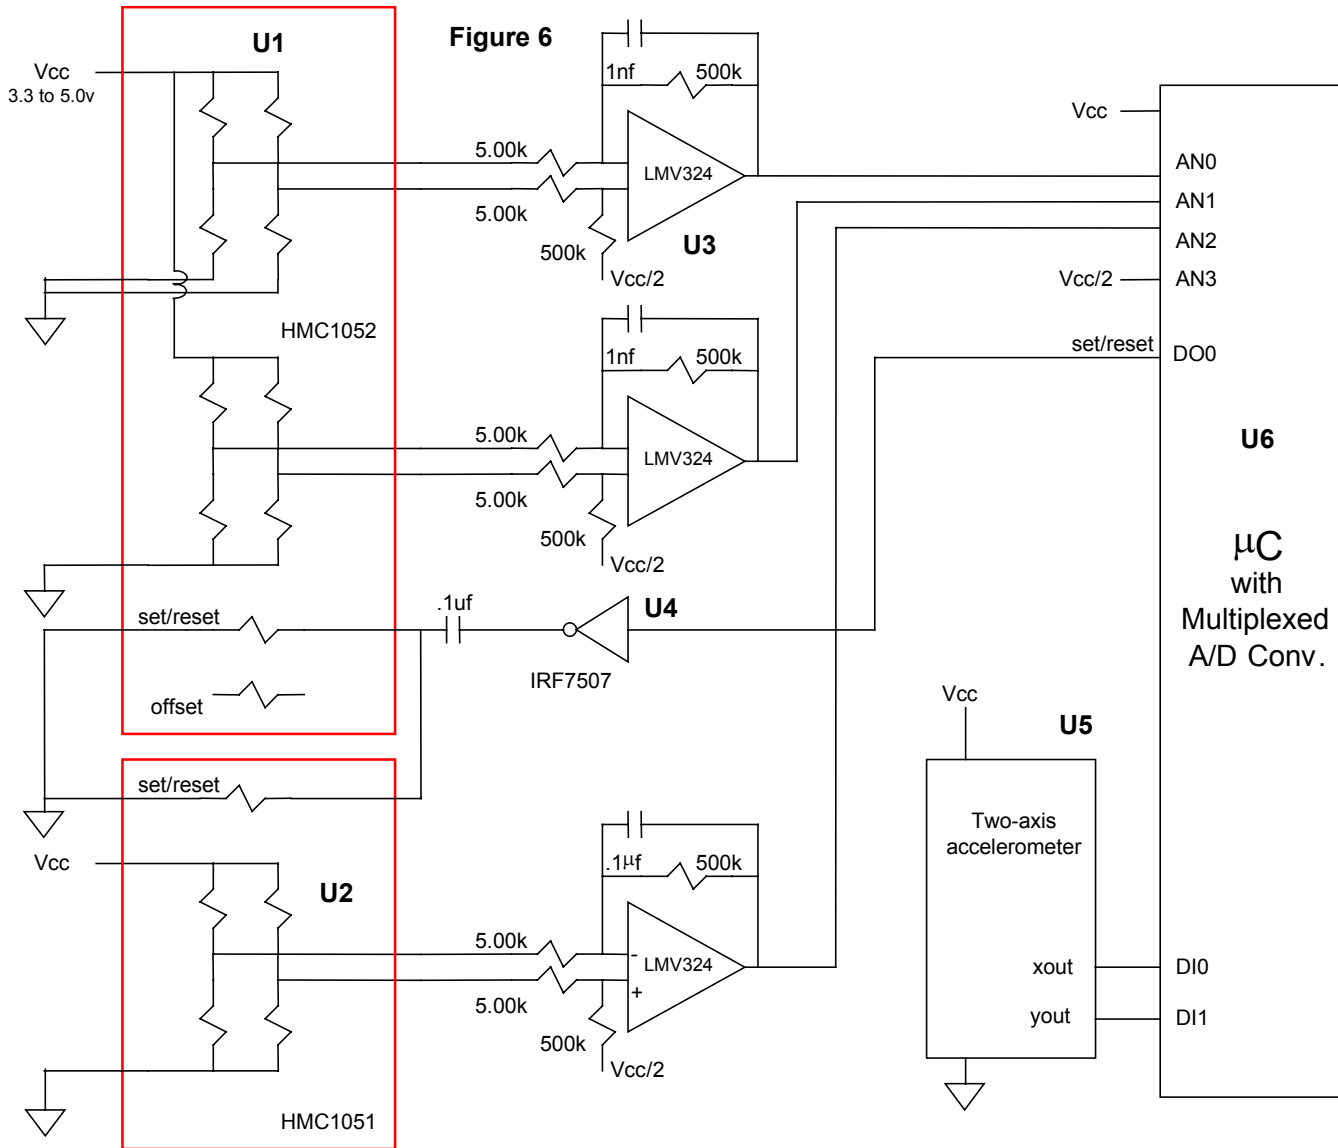 Figure 6
U1
Vcc
3.3 to 5.0v
HMC1052
1nf
500k
5.00k
5.00k
LMV324
U3
500k
Vcc/2
1nf
500k
5.00k
5.00k
LMV324
500k
Vcc/2
set/reset
offset
.1uf
U4
IRF7507
set/reset
Vcc
U2
HMC1051
.1µf
500k
5.00k
5.00k
-
+
LMV324
500k
Vcc/2
Vcc
AN0
AN1
AN2
Vcc/2
AN3
set/reset
DO0
U6
µC
with
Multiplexed
A/D Conv.
Vcc
U5
Two-axis
accelerometer
xout
DI0
yout
DI1